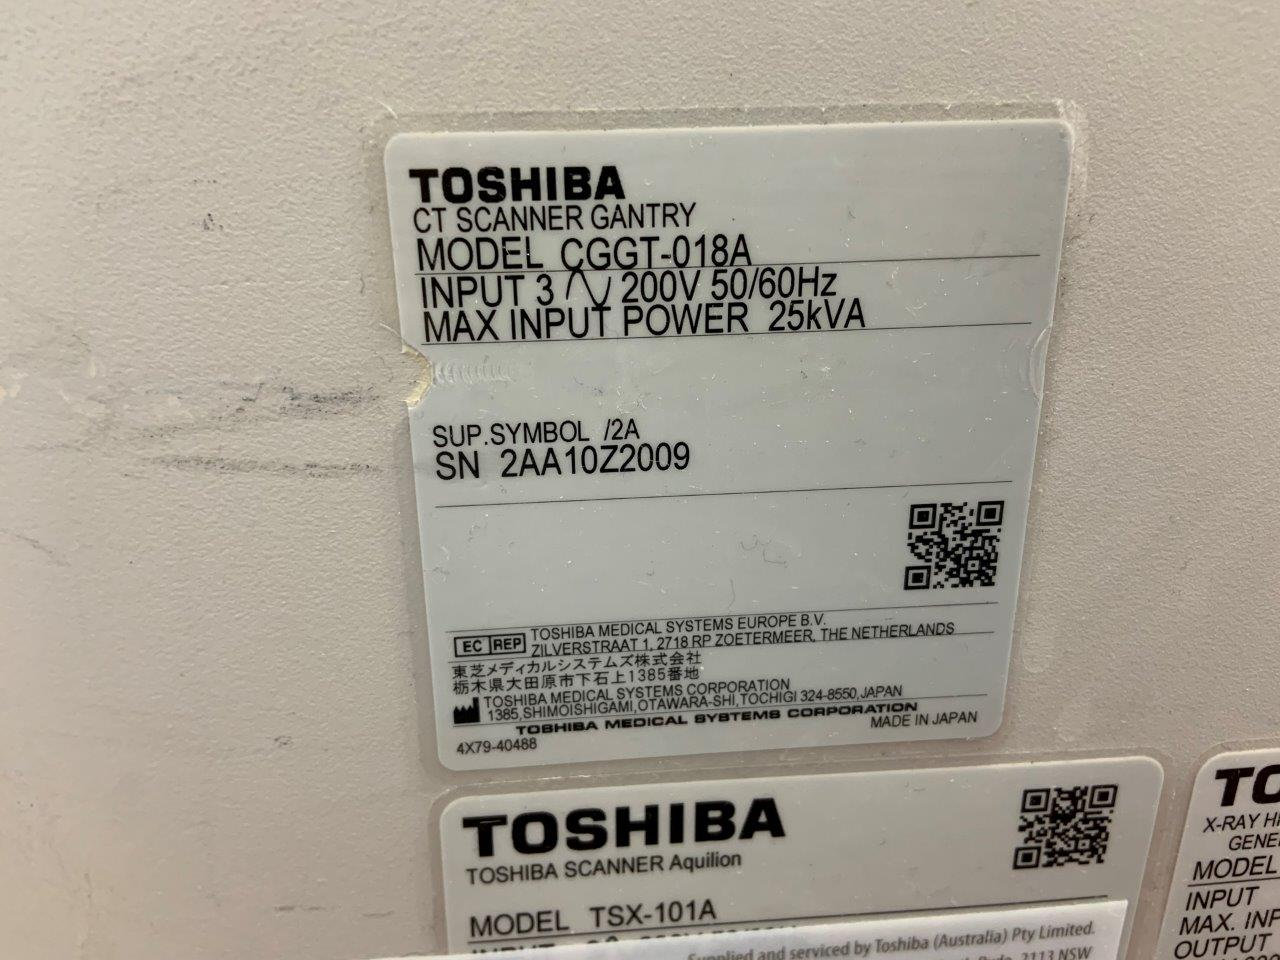 TOSHIBA
CT SCANNER GANTRY
MODEL CGGT-018A
INPUT 3 200V 50/60Hz
MAX INPUT POWER 25kVA
SUP.SYMBOL /2A
SN 2AA10Z2009
EC REP
TOSHIBA MEDICAL SYSTEMS EUROPE B.V.
ZILVERSTRAAT 1, 2718 RP ZOETERMEER, THE NETHERLANDS
東芝メディカルシステムズ株式会社
栃木県大田原市下石上1385番地
TOSHIBA MEDICAL SYSTEMS CORPORATION
1385,SHIMOISHIGAMI,OTAWARA-SHI,TOCHIGI 324-8550,JAPAN
TOSHIBA MEDICAL SYSTEMS CORPORATION
MADE IN JAPAN
4X79-40488
TOSHIBA
TOSHIBA SCANNER Aquilion
MODEL TSX-101A
INPUT
Supplied and serviced by Toshiba (Australia) Pty Limited.
2113 NSW
TO
X-RAY
GENE
MODEL
INPUT
MAX. INP
OUTPUT